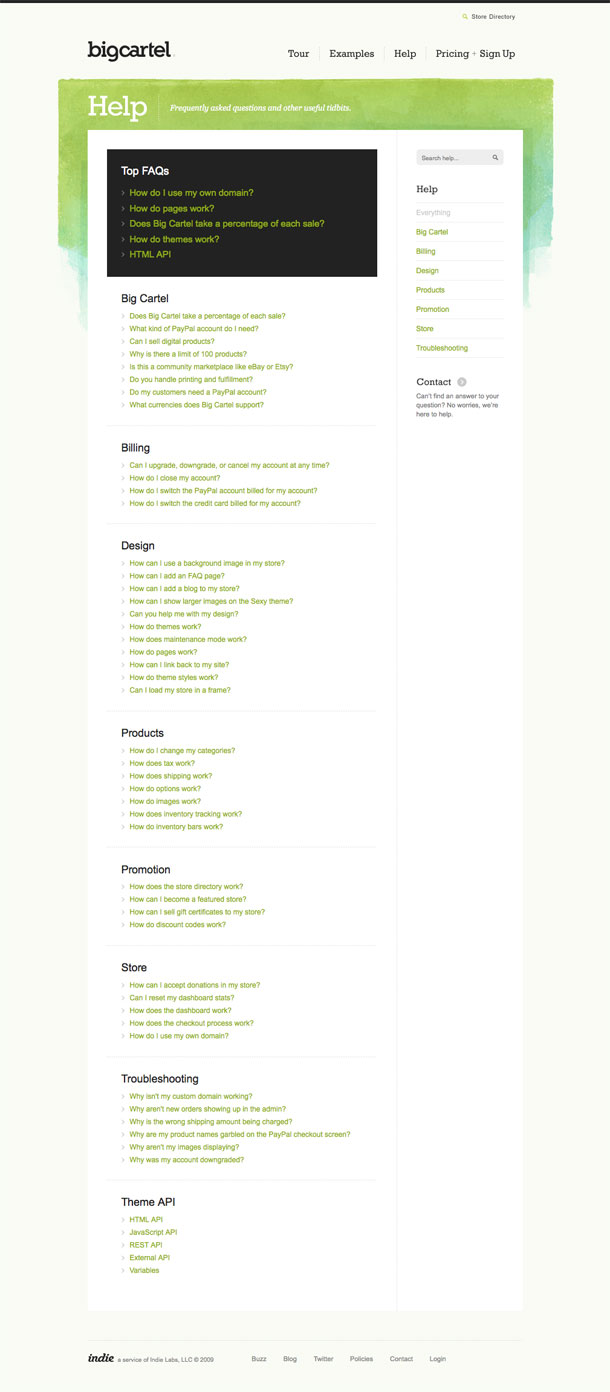 Store Directory
bigcartel
Tour
Examples
Help
Pricing + Sign Up
Help
Frequently asked questions and other useful tidbits.
Top FAQs
How do I use my own domain?
How do pages work?
Does Big Cartel take a percentage of each sale?
How do themes work?
HTML API
Big Cartel
Does Big Cartel take a percentage of each sale?
What kind of PayPal account do I need?
Can I sell digital products?
Why is there a limit of 100 products?
Is this a community marketplace like eBay or Etsy?
Do you handle printing and fulfillment?
Do my customers need a PayPal account?
What currencies does Big Cartel support?
Billing
Can I upgrade, downgrade, or cancel my account at any time?
How do I close my account?
How do I switch the PayPal account billed for my account?
How do I switch the credit card billed for my account?
Design
How can I use a background image in my store?
How can I add an FAQ page?
How can I add a blog to my store?
How can I show larger images on the Sexy theme?
Can you help me with my design?
How do themes work?
How does maintenance mode work?
How do pages work?
How can I link back to my site?
How do theme styles work?
Can I load my store in a frame?
Products
How do I change my categories?
How does tax work?
How does shipping work?
How do options work?
How do images work?
How does inventory tracking work?
How do inventory bars work?
Promotion
How does the store directory work?
How can I become a featured store?
How can I sell gift certificates to my store?
How do discount codes work?
Store
How can I accept donations in my store?
Can I reset my dashboard stats?
How does the dashboard work?
How does the checkout process work?
How do I use my own domain?
Troubleshooting
Why isn't my custom domain working?
Why aren't new orders showing up in the admin?
Why is the wrong shipping amount being charged?
Why are my product names garbled on the PayPal checkout screen?
Why aren't my images displaying?
Why was my account downgraded?
Theme API
HTML API
JavaScript API
REST API
External API
Variables
Search help...
Help
Everything
Big Cartel
Billing
Design
Products
Promotion
Store
Troubleshooting
Contact
Can't find an answer to your
question? No worries, we're
here to help.
indie a service of Indie Labs, LLC © 2009
Buzz
Blog
Twitter
Policies
Contact
Login